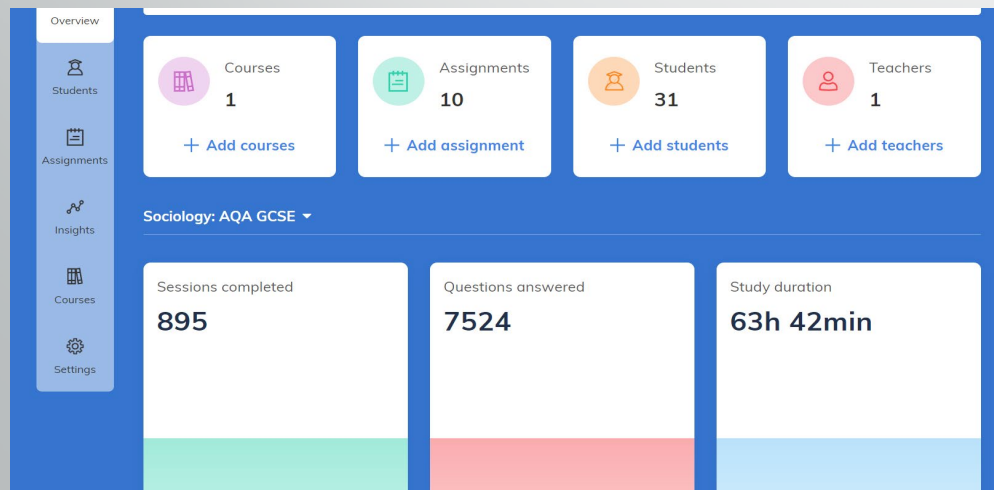 Overview
Students
Assignments
Insights
Courses
Settings
Courses
1
+ Add courses
Assignments
10
+ Add assignment
Students
31
+ Add students
Teachers
1
+ Add teachers
Sociology: AQA GCSE
Sessions completed
895
Questions answered
7524
Study duration
63h 42min